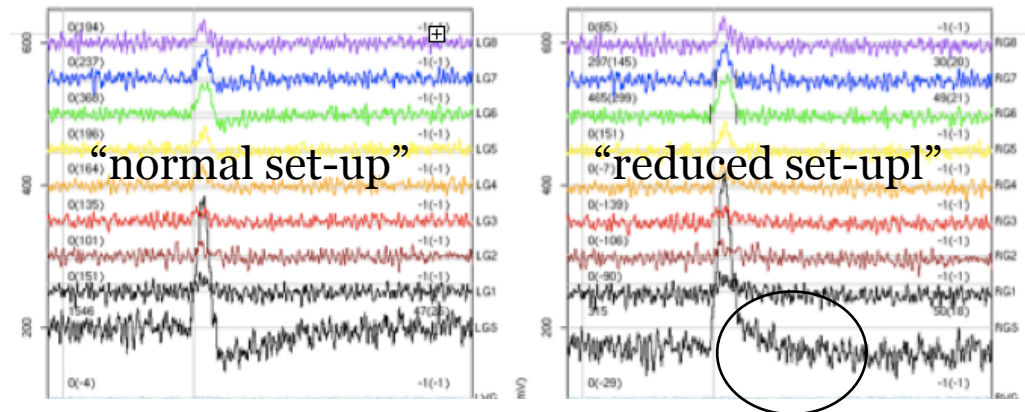 0(194) -1(-1) LG8
600
0(237) -1(-1) LG7
0(368) -1(-1) LG6
0(196) -1(-1) LG5
“normal set-up”
0(164) -1(-1) LG4
400
0(135) -1(-1) LG3
0(101) -1(-1) LG2
0(151) -1(-1) LG1
1546 LGS
200
0(-4) -1(-1)
0(65) -1(-1) RG8
600
297(145) 30(20) RG7
465(299) 49(21) RG6
0(151) -1(-1) RG5
“reduced set-upl”
0(-7) -1(-1) RG4
400
0(-139) -1(-1) RG3
0(-106) -1(-1) RG2
0(-90) -1(-1) RG1
315 50(18) RGS
200
mV)
0(-29) -1(-1)